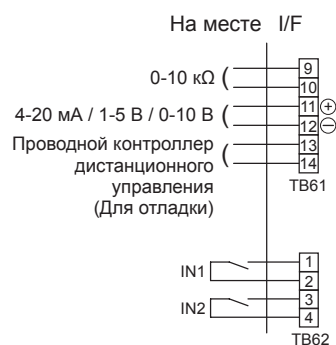 На месте I/F
0-10 кΩ
9
10
4-20 мА / 1-5 В / 0-10 В
11 +
12 −
Проводной контроллер
дистанционного
управления
(Для отладки)
13
14
TB61
IN1
1
2
IN2
3
4
TB62